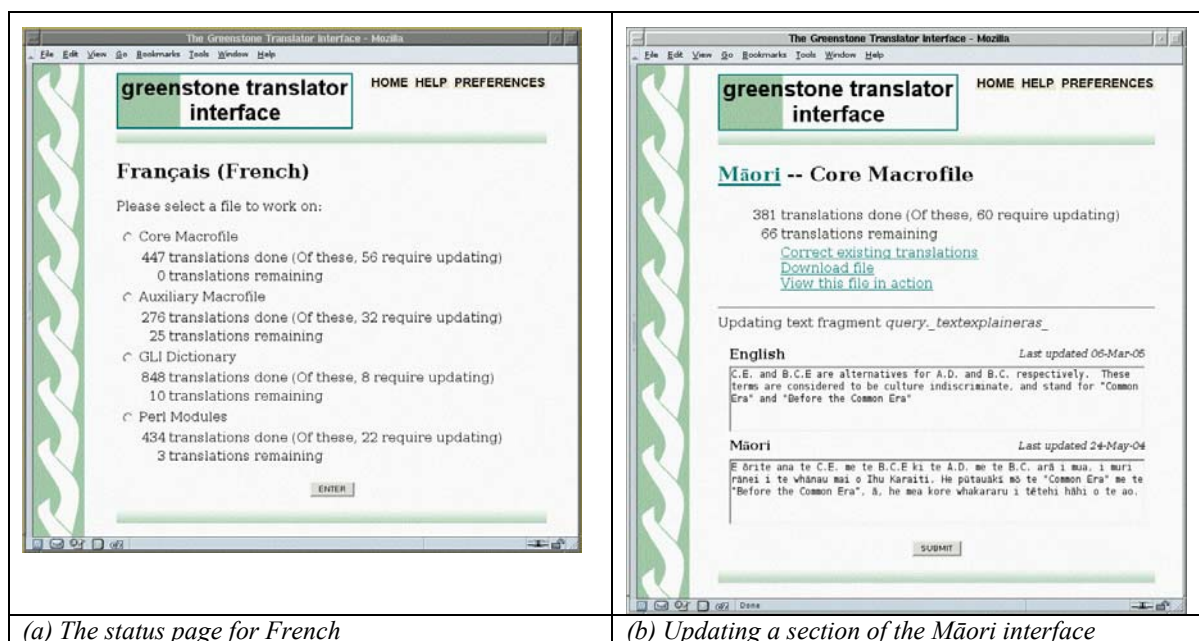 The Greenstone Translator Interface - Mozilla
File Edit View Go Bookmarks Tools Window Help
greenstone translator
interface
HOME HELP PREFERENCES
Français (French)
Please select a file to work on:
Core Macrofile
447 translations done (Of these, 56 require updating)
0 translations remaining
Auxiliary Macrofile
276 translations done (Of these, 32 require updating)
25 translations remaining
GLI Dictionary
848 translations done (Of these, 8 require updating)
10 translations remaining
Perl Modules
434 translations done (Of these, 22 require updating)
3 translations remaining
ENTER
(a) The status page for French
The Greenstone Translator Interface - Mozilla
File Edit View Go Bookmarks Tools Window Help
greenstone translator
interface
HOME HELP PREFERENCES
Māori -- Core Macrofile
381 translations done (Of these, 60 require updating)
66 translations remaining
Correct existing translations
Download file
View this file in action
Updating text fragment query._textexplaineras_
English Last updated 06-Mar-05
C.E. and B.C.E are alternatives for A.D. and B.C. respectively. These
terms are considered to be culture indiscriminate, and stand for "Common
Era" and "Before the Common Era"
Māori Last updated 24-May-04
E ōrite ana te C.E. me te B.C.E ki te A.D. me te B.C. arā i mua, i muri
rānei i te whānau mai o Ihu Karaiti. He pūtauākī mō te "Common Era" me te
"Before the Common Era", ā, he mea kore whakararu i tētehi hāhi o te ao.
SUBMIT
Done
(b) Updating a section of the Māori interface